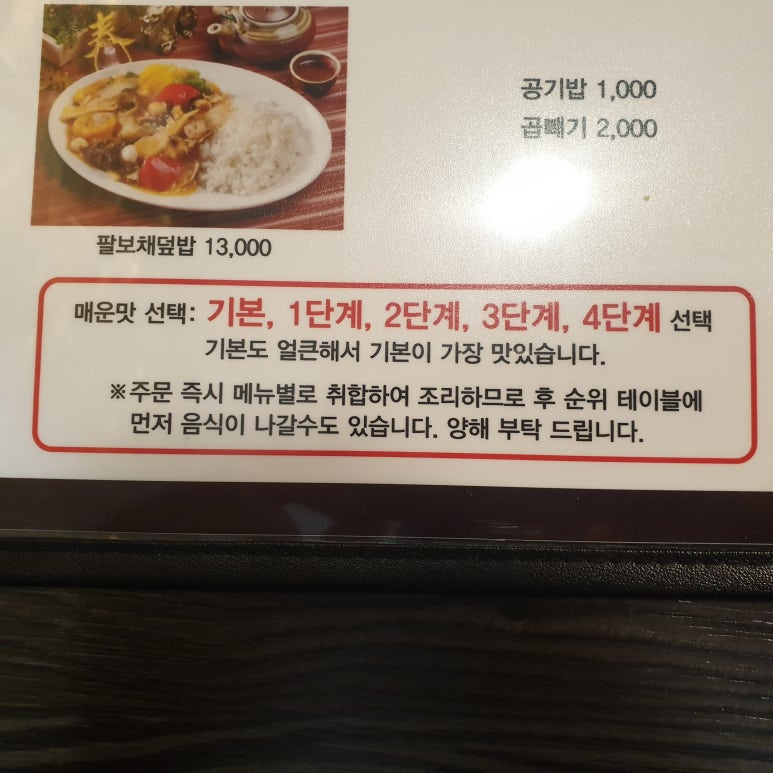 공기밥 1,000
곱빼기 2,000
팔보채덮밥 13,000
매운맛 선택: 기본, 1단계, 2단계, 3단계, 4단계 선택
기본도 얼큰해서 기본이 가장 맛있습니다.
※주문 즉시 메뉴별로 취합하여 조리하므로 후 순위 테이블에
먼저 음식이 나갈수도 있습니다. 양해 부탁 드립니다.